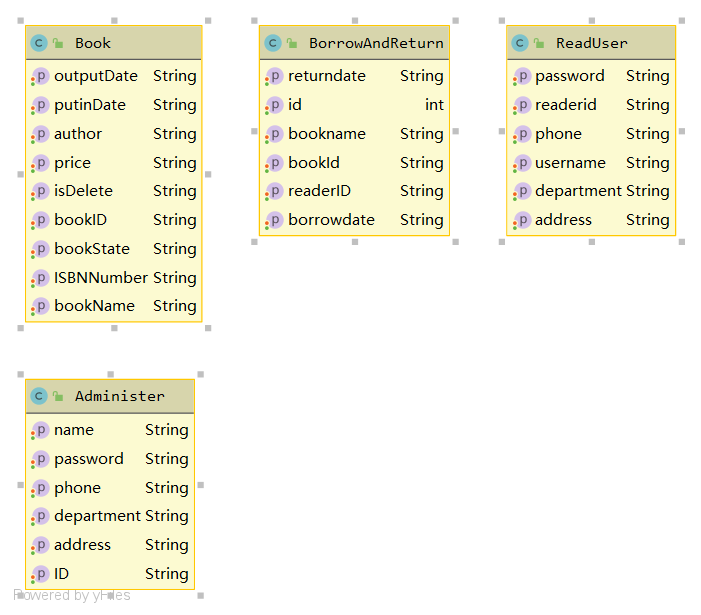 Book
outputDate String
putinDate String
author String
price String
isDelete String
bookID String
bookState String
ISBNNumber String
bookName String
BorrowAndReturn
returndate String
id int
bookname String
bookId String
readerID String
borrowdate String
ReadUser
password String
readerid String
phone String
username String
department String
address String
Administer
name String
password String
phone String
department String
address String
ID String
Powered by yFiles